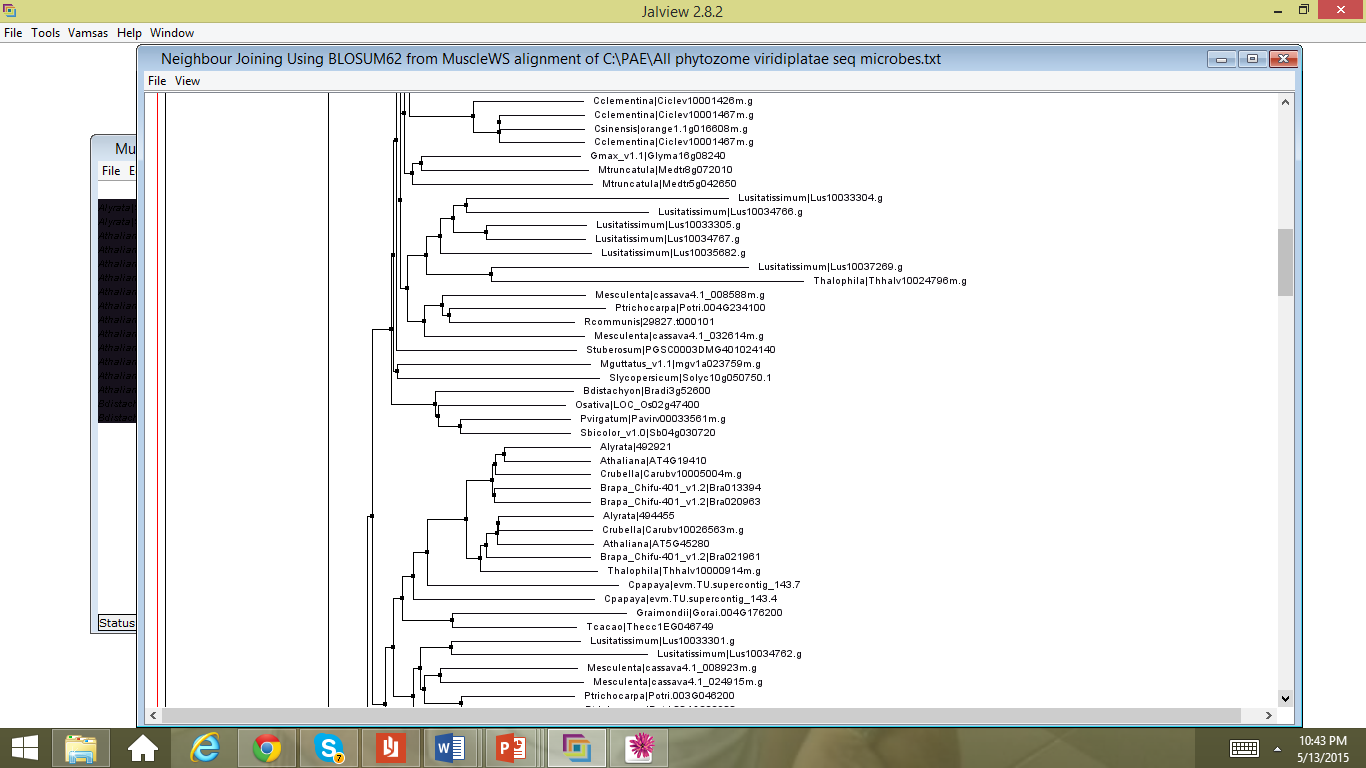 Jalview 2.8.2
File Tools Vamsas Help Window
Neighbour Joining Using BLOSUM62 from MuscleWS alignment of C:\PAE\All phytozome viridiplatae seq microbes.txt
File View
Mu
File E
Cclementina|Ciclev10001426m.g
Cclementina|Ciclev10001467m.g
Csinensis|orange1.1g016608m.g
Cclementina|Ciclev10001467m.g
Gmax_v1.1|Glyma16g08240
Mtruncatula|Medtr8g072010
Mtruncatula|Medtr5g042650
Lusitatissimum|Lus10033304.g
Lusitatissimum|Lus10034766.g
Lusitatissimum|Lus10033305.g
Lusitatissimum|Lus10034767.g
Lusitatissimum|Lus10035682.g
Lusitatissimum|Lus10037269.g
Thalophila|Thhalv10024796m.g
Mesculenta|cassava4.1_008588m.g
Ptrichocarpa|Potri.004G234100
Rcommunis|29827.t000101
Mesculenta|cassava4.1_032614m.g
Stuberosum|PGSC0003DMG401024140
Mguttatus_v1.1|mgv1a023759m.g
Slycopersicum|Solyc10g050750.1
Bdistachyon|Bradi3g52600
Osativa|LOC_Os02g47400
Pvirgatum|Pavirv00033561m.g
Sbicolor_v1.0|Sb04g030720
Alyrata|492921
Athaliana|AT4G19410
Crubella|Carubv10005004m.g
Brapa_Chifu-401_v1.2|Bra013394
Brapa_Chifu-401_v1.2|Bra020963
Alyrata|494455
Crubella|Carubv10026563m.g
Athaliana|AT5G45280
Brapa_Chifu-401_v1.2|Bra021961
Thalophila|Thhalv10000914m.g
Cpapaya|evm.TU.supercontig_143.7
Cpapaya|evm.TU.supercontig_143.4
Graimondii|Gorai.004G176200
Tcacao|Thecc1EG046749
Lusitatissimum|Lus10033301.g
Lusitatissimum|Lus10034762.g
Mesculenta|cassava4.1_008923m.g
Mesculenta|cassava4.1_024915m.g
Ptrichocarpa|Potri.003G046200
Status
7
10:43 PM
5/13/2015